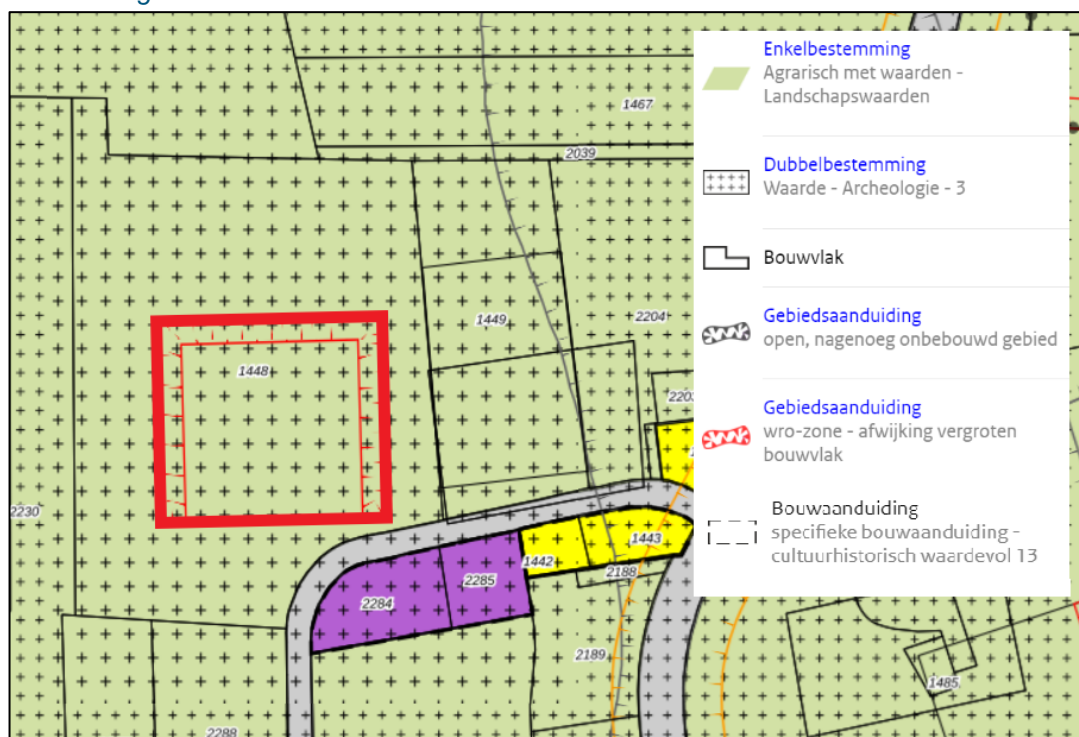 Enkelbestemming
Agrarisch met waarden -
Landschapswaarden
Dubbelbestemming
Waarde - Archeologie - 3
Bouwvlak
Gebiedsaanduiding
open, nagenoeg onbebouwd gebied
Gebiedsaanduiding
wro-zone - afwijking vergroten
bouwvlak
Bouwaanduiding
specifieke bouwaanduiding -
cultuurhistorisch waardevol 13
1467
2039
1449
2204
1448
2203
2230
1443
1442
2188
2285
2284
2189
1485
2288